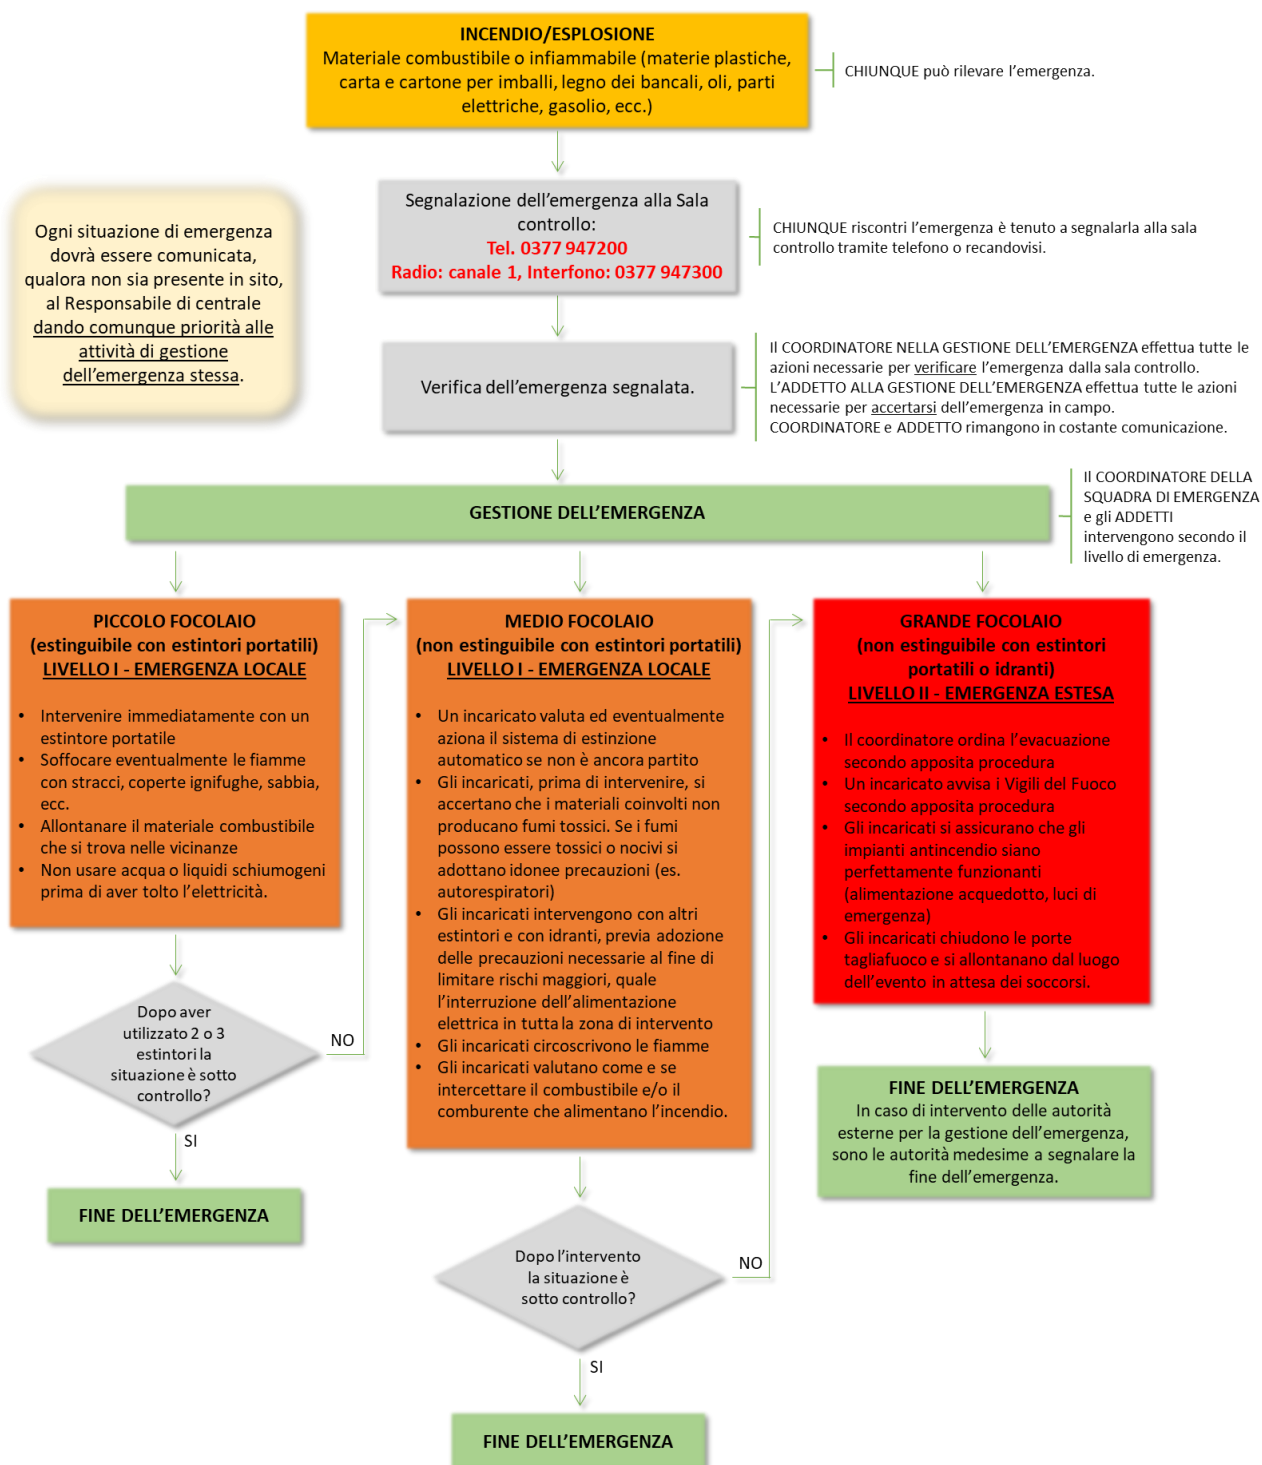 INCENDIO/ESPLOSIONE
Materiale combustibile o infiammabile (materie plastiche,
carta e cartone per imballi, legno dei bancali, oli, parti
elettriche, gasolio, ecc.)
CHIUNQUE può rilevare l'emergenza.
Segnalazione dell'emergenza alla Sala
controllo:
Tel. 0377 947200
Radio: canale 1, Interfono: 0377 947300
CHIUNQUE riscontri l'emergenza è tenuto a segnalarla alla sala
controllo tramite telefono o recandovisi.
Ogni situazione di emergenza
dovrà essere comunicata,
qualora non sia presente in sito,
al Responsabile di centrale
dando comunque priorità alle
attività di gestione
dell'emergenza stessa.
Verifica dell'emergenza segnalata.
Il COORDINATORE NELLA GESTIONE DELL'EMERGENZA effettua tutte le
azioni necessarie per verificare l'emergenza dalla sala controllo.
L'ADDETTO ALLA GESTIONE DELL'EMERGENZA effettua tutte le azioni
necessarie per accertarsi dell'emergenza in campo.
COORDINATORE e ADDETTO rimangono in costante comunicazione.
GESTIONE DELL'EMERGENZA
Il COORDINATORE DELLA
SQUADRA DI EMERGENZA
e gli ADDETTI
intervengono secondo il
livello di emergenza.
PICCOLO FOCOLAIO
(estinguibile con estintori portatili)
LIVELLO I - EMERGENZA LOCALE
• Intervenire immediatamente con un
estintore portatile
• Soffocare eventualmente le fiamme
con stracci, coperte ignifughe, sabbia,
ecc.
• Allontanare il materiale combustibile
che si trova nelle vicinanze
• Non usare acqua o liquidi schiumogeni
prima di aver tolto l'elettricità.
Dopo aver
utilizzato 2 o 3
estintori la
situazione è sotto
controllo?
NO
SI
FINE DELL'EMERGENZA
MEDIO FOCOLAIO
(non estinguibile con estintori portatili)
LIVELLO I - EMERGENZA LOCALE
• Un incaricato valuta ed eventualmente
aziona il sistema di estinzione
automatico se non è ancora partito
• Gli incaricati, prima di intervenire, si
accertano che i materiali coinvolti non
producano fumi tossici. Se i fumi
possono essere tossici o nocivi si
adottano idonee precauzioni (es.
autorespiratori)
• Gli incaricati intervengono con altri
estintori e con idranti, previa adozione
delle precauzioni necessarie al fine di
limitare rischi maggiori, quale
l'interruzione dell'alimentazione
elettrica in tutta la zona di intervento
• Gli incaricati circoscrivono le fiamme
• Gli incaricati valutano come e se
intercettare il combustibile e/o il
comburente che alimentano l'incendio.
Dopo l'intervento
la situazione è
sotto controllo?
NO
SI
FINE DELL'EMERGENZA
GRANDE FOCOLAIO
(non estinguibile con estintori
portatili o idranti)
LIVELLO II - EMERGENZA ESTESA
• Il coordinatore ordina l'evacuazione
secondo apposita procedura
• Un incaricato avvisa i Vigili del Fuoco
secondo apposita procedura
• Gli incaricati si assicurano che gli
impianti antincendio siano
perfettamente funzionanti
(alimentazione acquedotto, luci di
emergenza)
• Gli incaricati chiudono le porte
tagliafuoco e si allontanano dal luogo
dell'evento in attesa dei soccorsi.
FINE DELL'EMERGENZA
In caso di intervento delle autorità
esterne per la gestione dell'emergenza,
sono le autorità medesime a segnalare la
fine dell'emergenza.